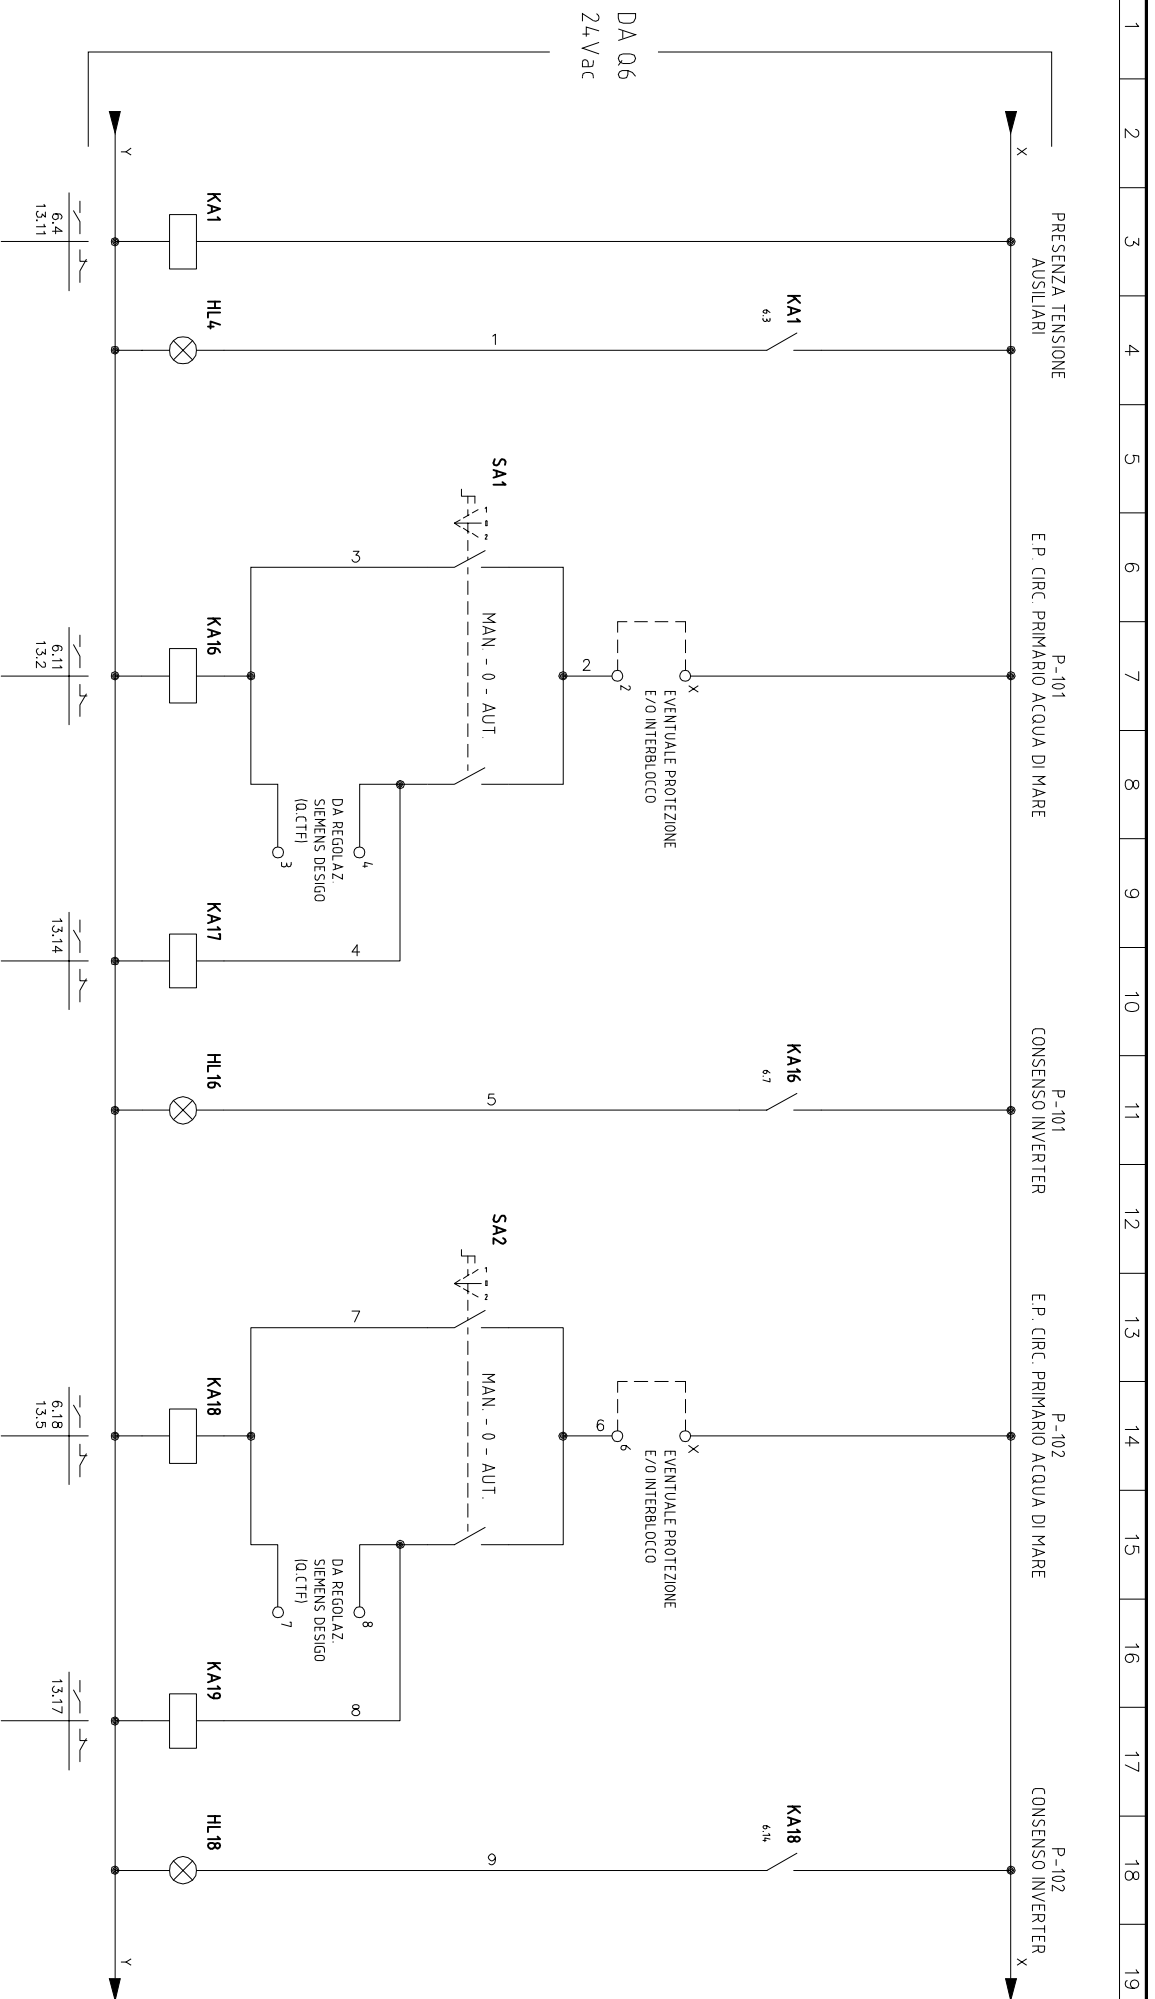 1
2
3
4
5
6
7
8
9
10
11
12
13
14
15
16
17
18
19
DA Q6
24Vac
PRESENZA TENSIONE
AUSILIARI
P-101
E.P. CIRC. PRIMARIO ACQUA DI MARE
P-101
CONSENSO INVERTER
P-102
E.P. CIRC. PRIMARIO ACQUA DI MARE
P-102
CONSENSO INVERTER
X
X
KA1
6.3
KA16
6.7
KA18
6.14
X
EVENTUALE PROTEZIONE
E/O INTERBLOCCO
2
2
X
EVENTUALE PROTEZIONE
E/O INTERBLOCCO
6
6
SA1
1 0 2
MAN. - 0 - AUT.
SA2
1 0 2
MAN. - 0 - AUT.
1
5
9
3
4
DA REGOLAZ.
SIEMENS DESIGO
(Q.CTF)
3
4
7
8
DA REGOLAZ.
SIEMENS DESIGO
(Q.CTF)
7
8
KA1
HL4
KA16
KA17
HL16
KA18
KA19
HL18
Y
Y
6.4
13.11
6.11
13.2
13.14
6.18
13.5
13.17